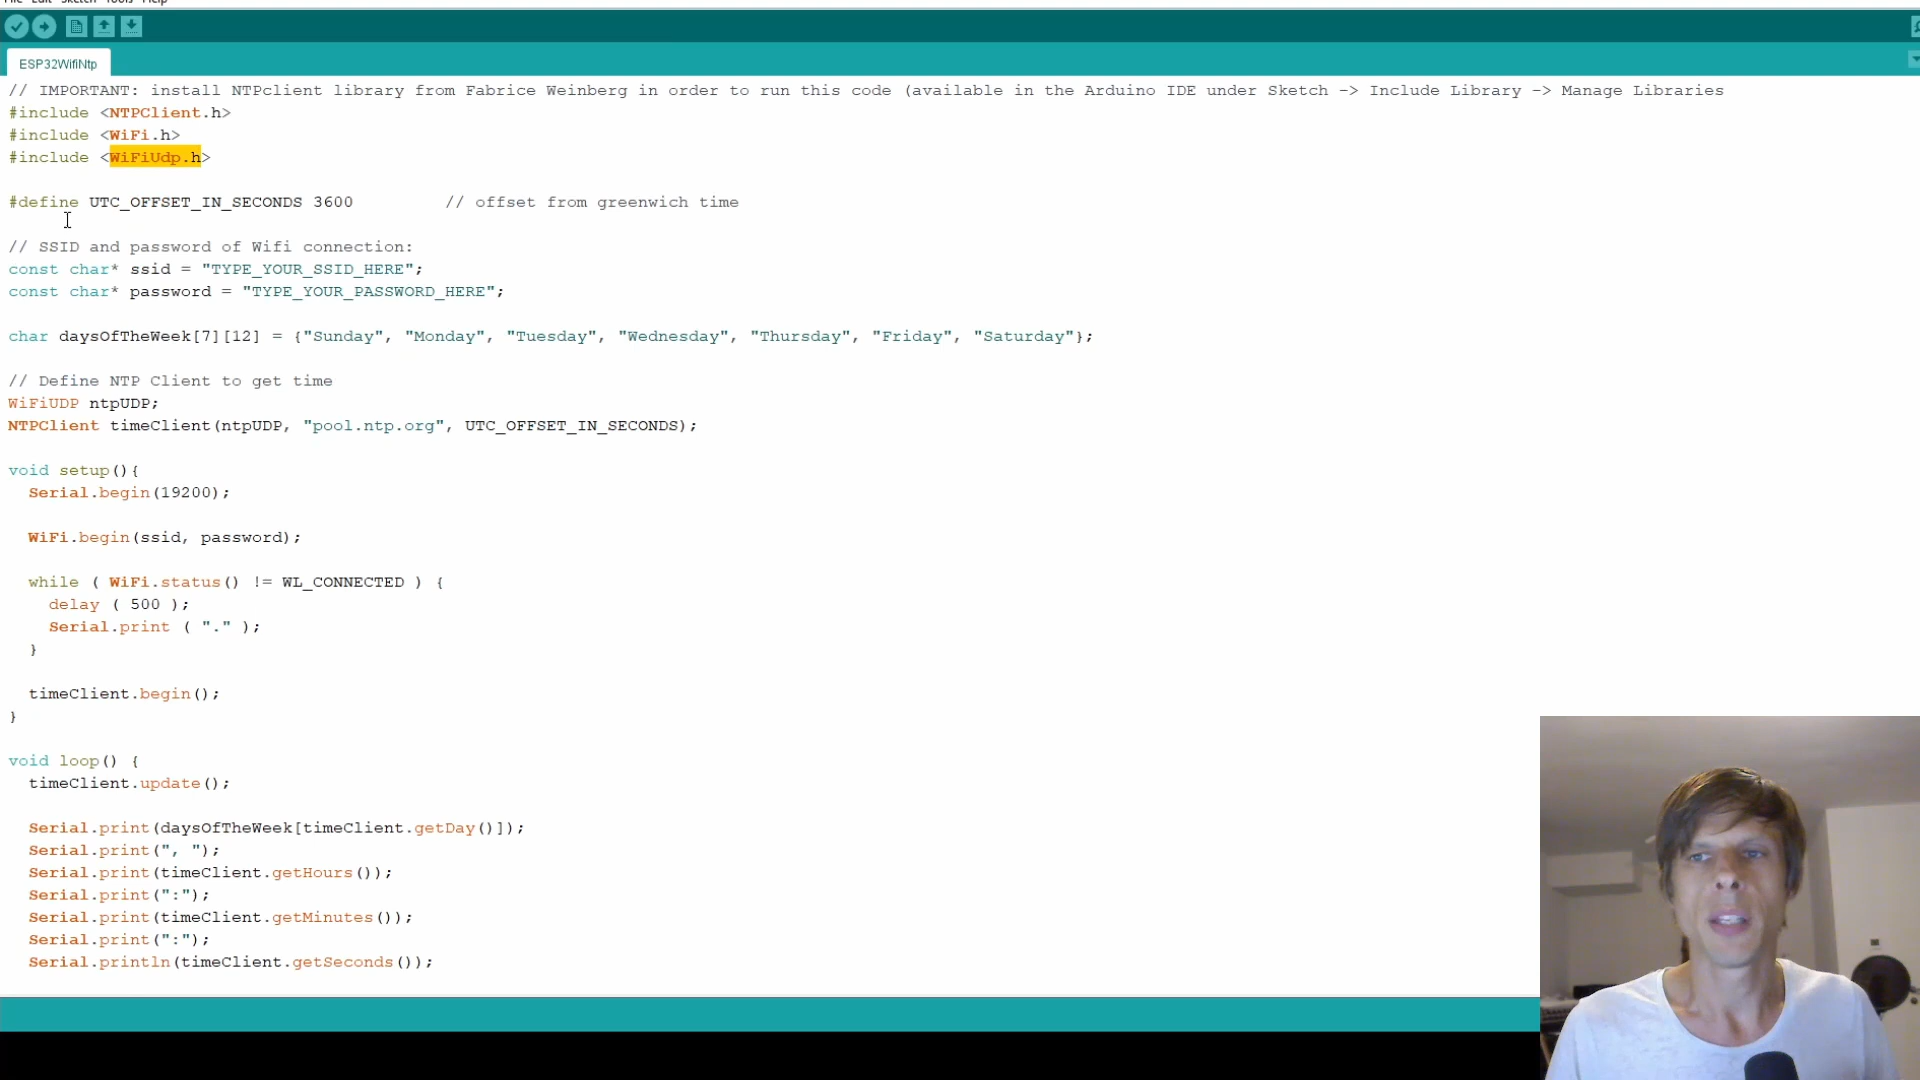 File Edit Sketch Tools Help
ESP32WifiNtp
// IMPORTANT: install NTPclient library from Fabrice Weinberg in order to run this code (available in the Arduino IDE under Sketch -> Include Library -> Manage Libraries
#include <NTPClient.h>
#include <WiFi.h>
#include <WiFiUdp.h>
#define UTC_OFFSET_IN_SECONDS 3600 // offset from greenwich time
// SSID and password of Wifi connection:
const char* ssid = "TYPE_YOUR_SSID_HERE";
const char* password = "TYPE_YOUR_PASSWORD_HERE";
char daysOfTheWeek[7][12] = {"Sunday", "Monday", "Tuesday", "Wednesday", "Thursday", "Friday", "Saturday"};
// Define NTP Client to get time
WiFiUDP ntpUDP;
NTPClient timeClient(ntpUDP, "pool.ntp.org", UTC_OFFSET_IN_SECONDS);
void setup(){
Serial.begin(19200);
WiFi.begin(ssid, password);
while ( WiFi.status() != WL_CONNECTED ) {
delay ( 500 );
Serial.print ( "." );
}
timeClient.begin();
}
void loop() {
timeClient.update();
Serial.print(daysOfTheWeek[timeClient.getDay()]);
Serial.print(", ");
Serial.print(timeClient.getHours());
Serial.print(":");
Serial.print(timeClient.getMinutes());
Serial.print(":");
Serial.println(timeClient.getSeconds());